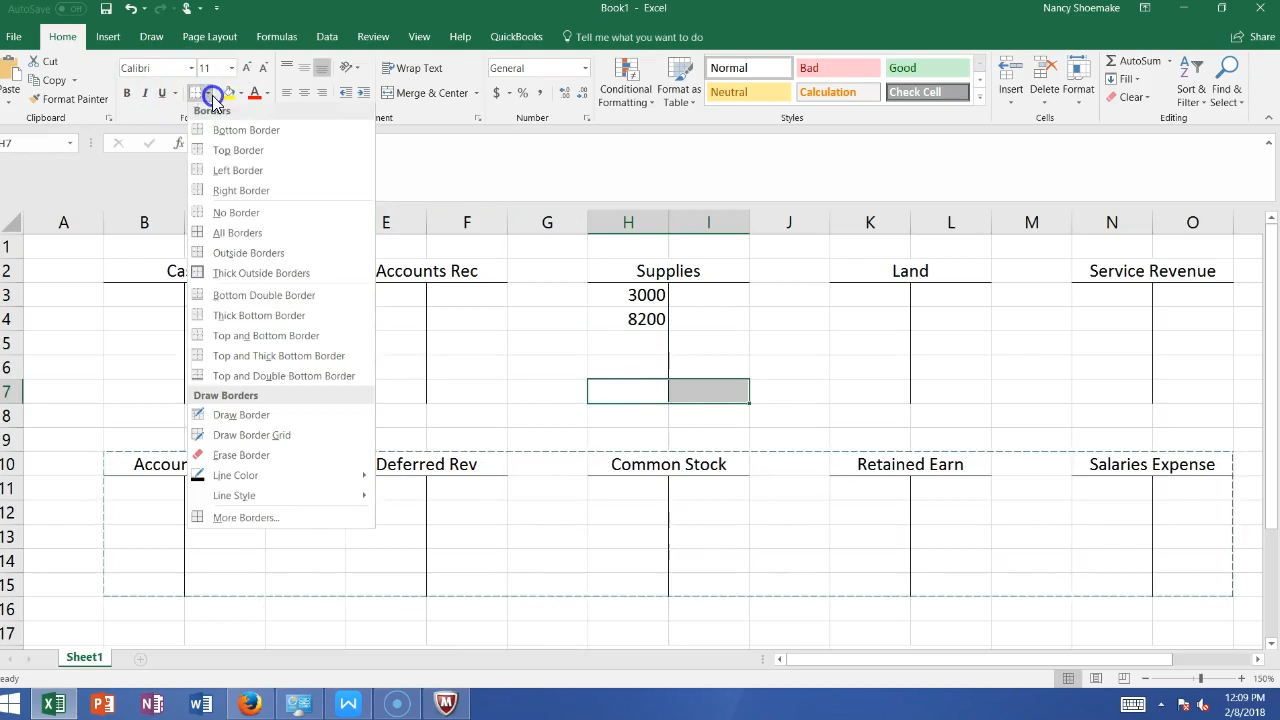 AutoSave Off Book1 - Excel Nancy Shoemake
File Home Insert Draw Page Layout Formulas Data Review View Help QuickBooks Tell me what you want to do Share
Cut Calibri 11 Wrap Text General Normal Bad Good AutoSum
Copy Fill
Format Painter B I U Merge & Center $ % Conditional Formatting Format as Table Neutral Calculation Check Cell Insert Delete Format Clear Sort & Filter Find & Select
Clipboard Number Styles Cells Editing
H7 fx
Borders
Bottom Border
Top Border
Left Border
Right Border
No Border
All Borders
Outside Borders
Thick Outside Borders
Bottom Double Border
Thick Bottom Border
Top and Bottom Border
Top and Thick Bottom Border
Top and Double Bottom Border
Draw Borders
Draw Border
Draw Border Grid
Erase Border
Line Color
Line Style
More Borders...
A B E F G H I J K L M N O
1
2 Ca Accounts Rec Supplies Land Service Revenue
3 3000
4 8200
5
6
7
8
9
10 Accou Deferred Rev Common Stock Retained Earn Salaries Expense
11
12
13
14
15
16
17
Sheet1
eady 150%
12:09 PM
2/8/2018